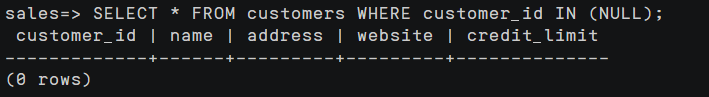 sales=> SELECT * FROM customers WHERE customer_id IN (NULL);
 customer_id | name | address | website | credit_limit
-------------+------+---------+---------+--------------
(0 rows)